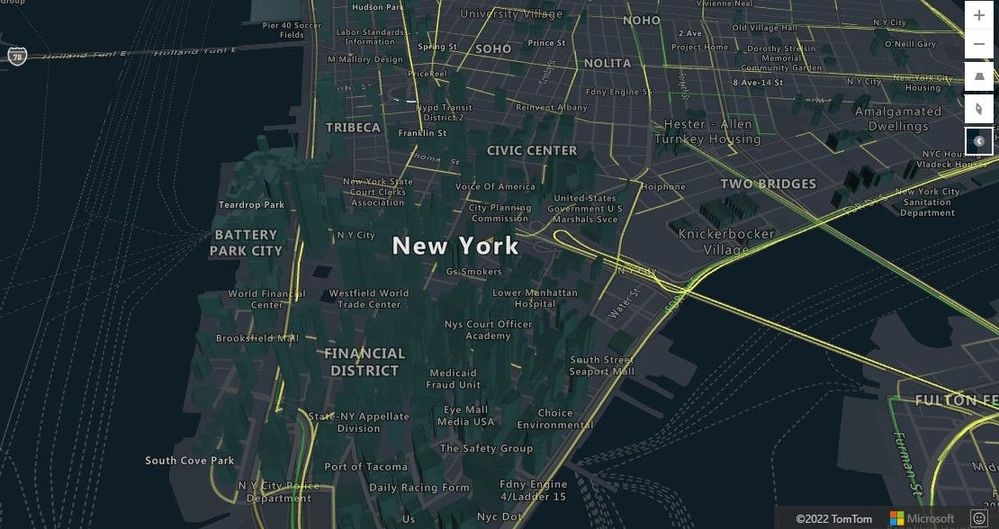 Group
Hudson Park
University Village
Vivienne Neal
NOHO
Pier 40 Soccer
Fields
Labor Standards
Information
Spring St
SOHO
Prince St
2 Ave
Old Village Hall
N Y City
O'Neill Gary
Project Home
Dorothy Streisin
Memorial
Community Garden
78
Holland Tunl E
Holland Tunl E
M Mallory Design
PriceReel
NOLITA
8 Ave-14 St
N Y City
New York City
Housing
Nypd Transit
District 2
Reinvent Albany
Fdny Engine 55
TRIBECA
Franklin St
Hester - Allen
Turnkey Housing
Amalgamated
Dwellings
CIVIC CENTER
Thoma St
NYC Housing
Vladeck Houses
New York State
Court Clerks
Association
Voice Of America
Hoiphone
TWO BRIDGES
New York City
Sanitation
Department
Teardrop Park
City Planning
Commission
United States
Government U S
Marshals Svce
BATTERY
PARK CITY
N Y City
New York
Knickerbocker
Village
Gs Smokers
N Y City
World Financial
Center
Westfield World
Trade Center
Lower Manhattan
Hospital
Water St
Brooksfield Mall
Nys Court Officer
Academy
FINANCIAL
DISTRICT
South Street
Seaport Mall
Medicaid
Fraud Unit
State-NY Appellate
Division
Eye Mall
Media USA
Choice
Environmental
FULTON FE
The Safety Group
Furman St
South Cove Park
Port of Tacoma
N Y City Police
Department
Daily Racing Form
Fdny Engine
4/Ladder 15
Us
Nyc Dot
©2022 TomTom
Microsoft